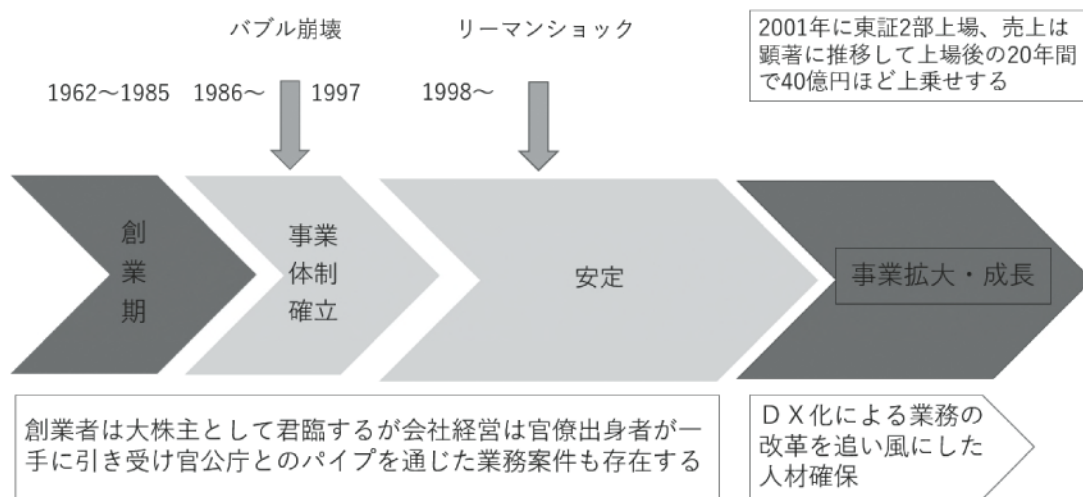 バブル崩壊
リーマンショック
2001年に東証2部上場、売上は
顕著に推移して上場後の20年間
で40億円ほど上乗せする
1962〜1985
1986〜
1997
1998〜
創業期
事業
体制
確立
安定
事業拡大・成長
創業者は大株主として君臨するが会社経営は官僚出身者が一
手に引き受け官公庁とのパイプを通じた業務案件も存在する
ＤＸ化による業務の
改革を追い風にした
人材確保